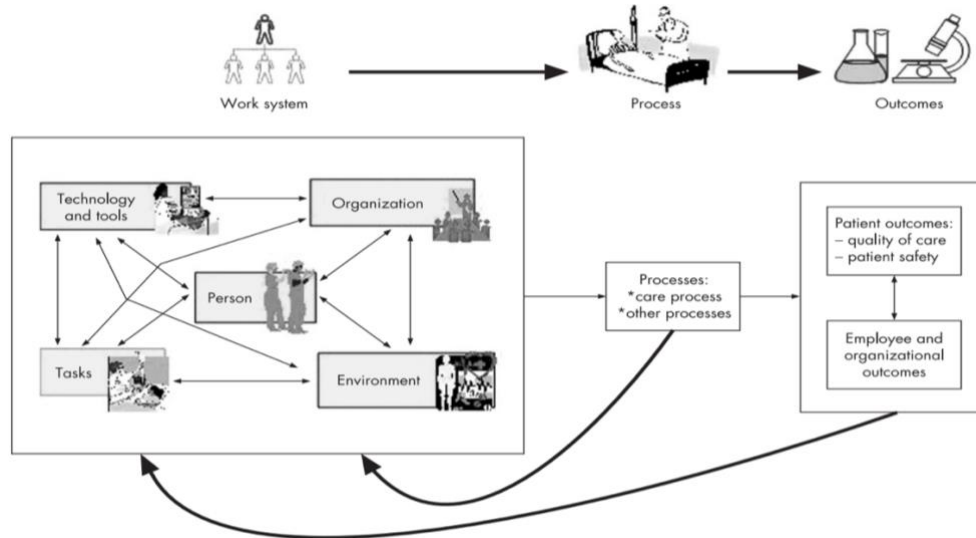 Work system
Process
Outcomes
Technology
and tools
Organization
Person
Tasks
Environment
Processes:
*care process
*other processes
Patient outcomes:
– quality of care
– patient safety
Employee and
organizational
outcomes